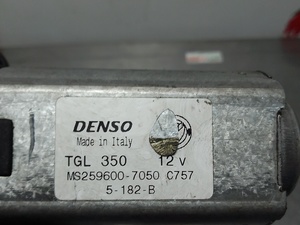 DENSO
Made in Italy
TGL 350 12 v
MS259600-7050 C757
5-182-B